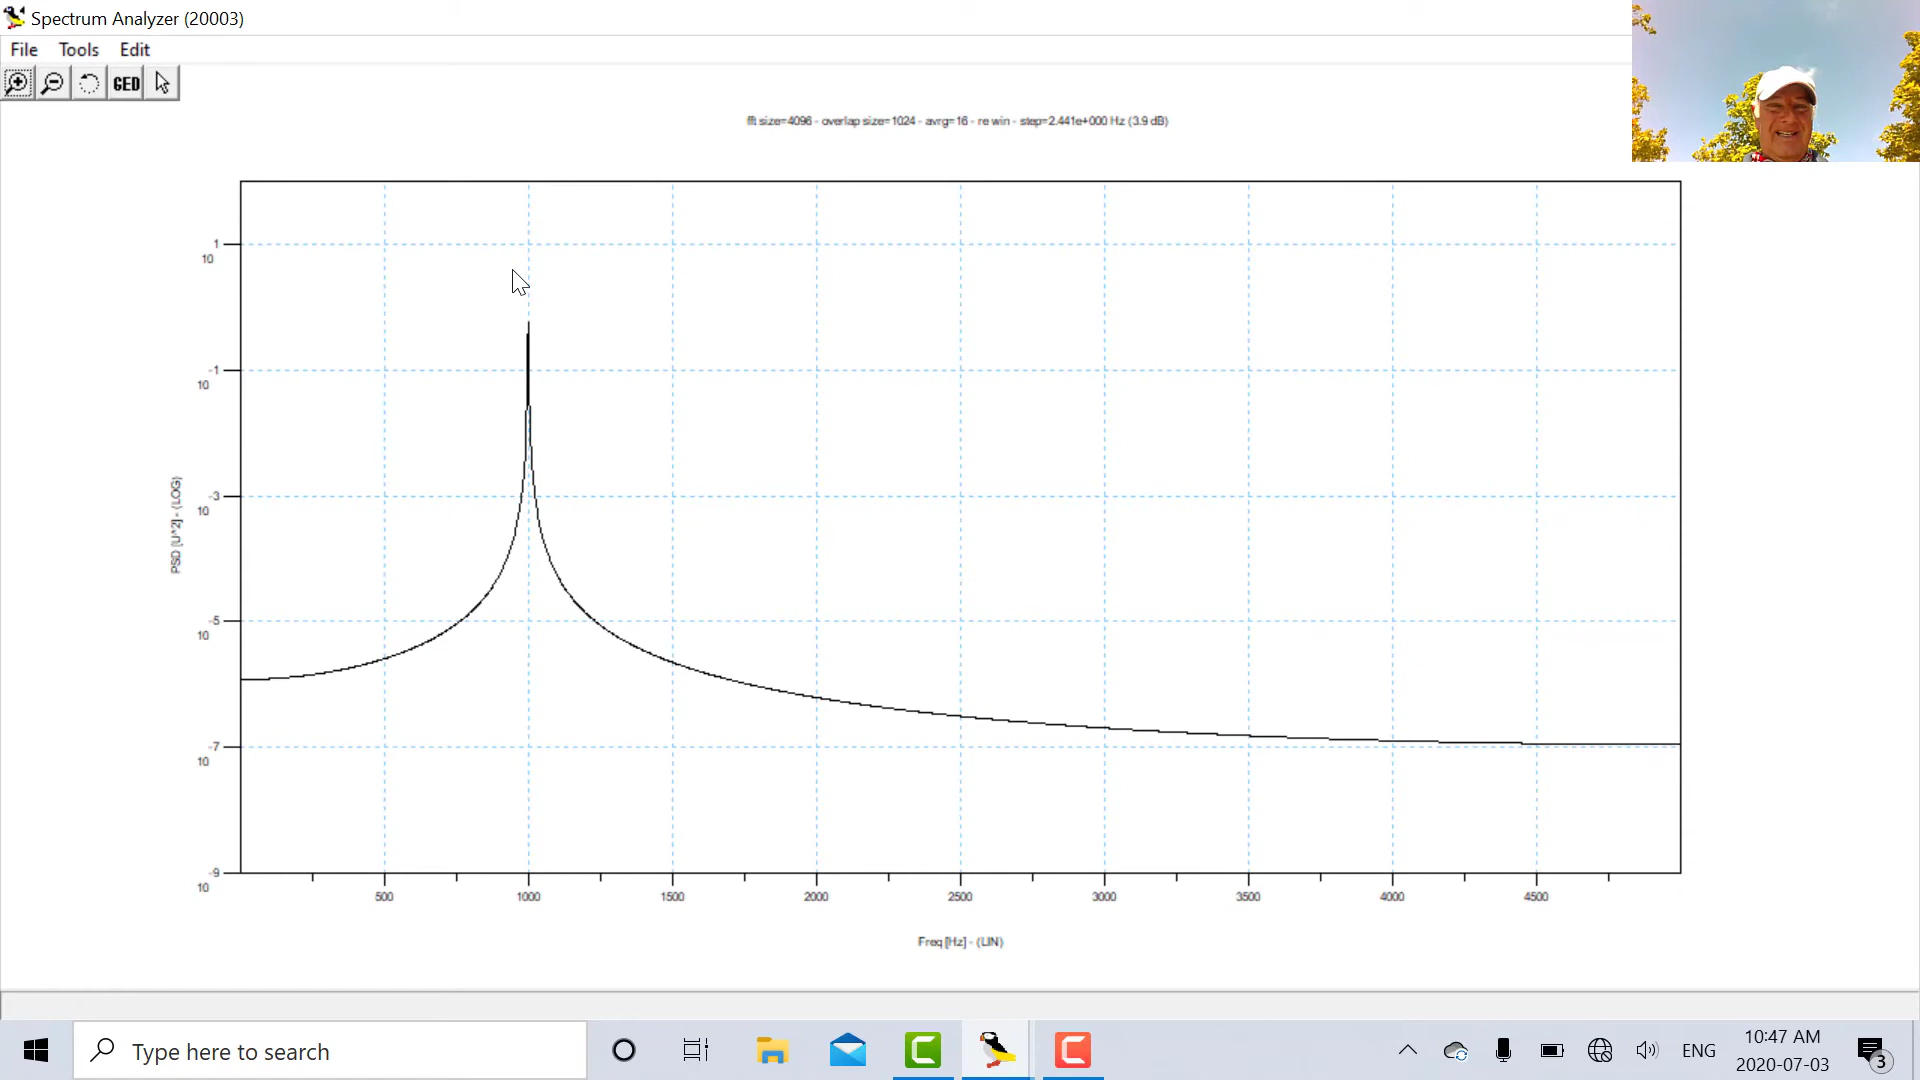 Spectrum Analyzer (20003)
File Tools Edit
GED
fft size=4096 - overlap size=1024 - avrg=16 - re win - step=2.441e+000 Hz (3.9 dB)
1
10
-1
10
-3
10
-5
10
-7
10
-9
10
PSD [U^2] - (LOG)
500 1000 1500 2000 2500 3000 3500 4000 4500
Freq [Hz] - (LIN)
Type here to search
ENG
10:47 AM
2020-07-03
3